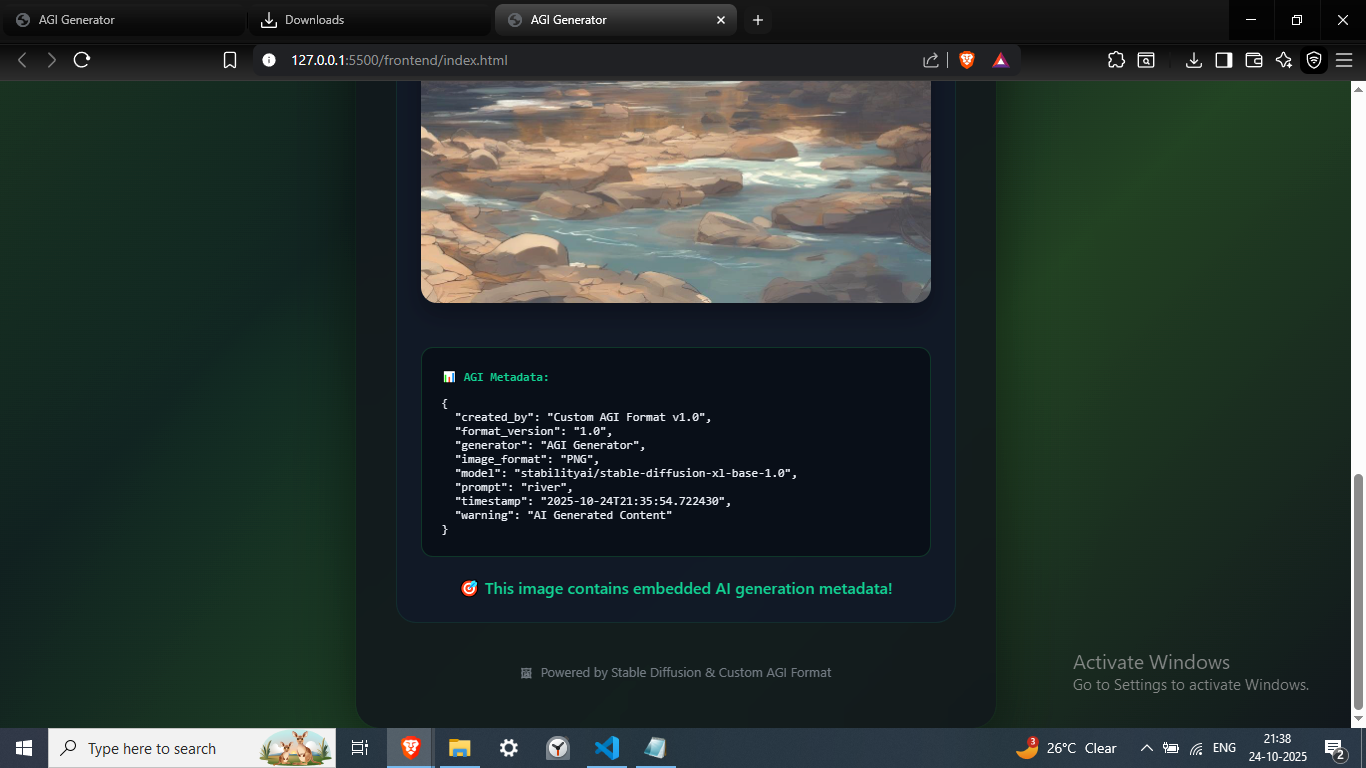 AGI Generator
Downloads
AGI Generator
127.0.0.1:5500/frontend/index.html
AGI Metadata:
{
"created_by": "Custom AGI Format v1.0",
"format_version": "1.0",
"generator": "AGI Generator",
"image_format": "PNG",
"model": "stabilityai/stable-diffusion-xl-base-1.0",
"prompt": "river",
"timestamp": "2025-10-24T21:35:54.722430",
"warning": "AI Generated Content"
}
This image contains embedded AI generation metadata!
Powered by Stable Diffusion & Custom AGI Format
Activate Windows
Go to Settings to activate Windows.
Type here to search
3
26°C Clear
ENG
21:38
24-10-2025
2